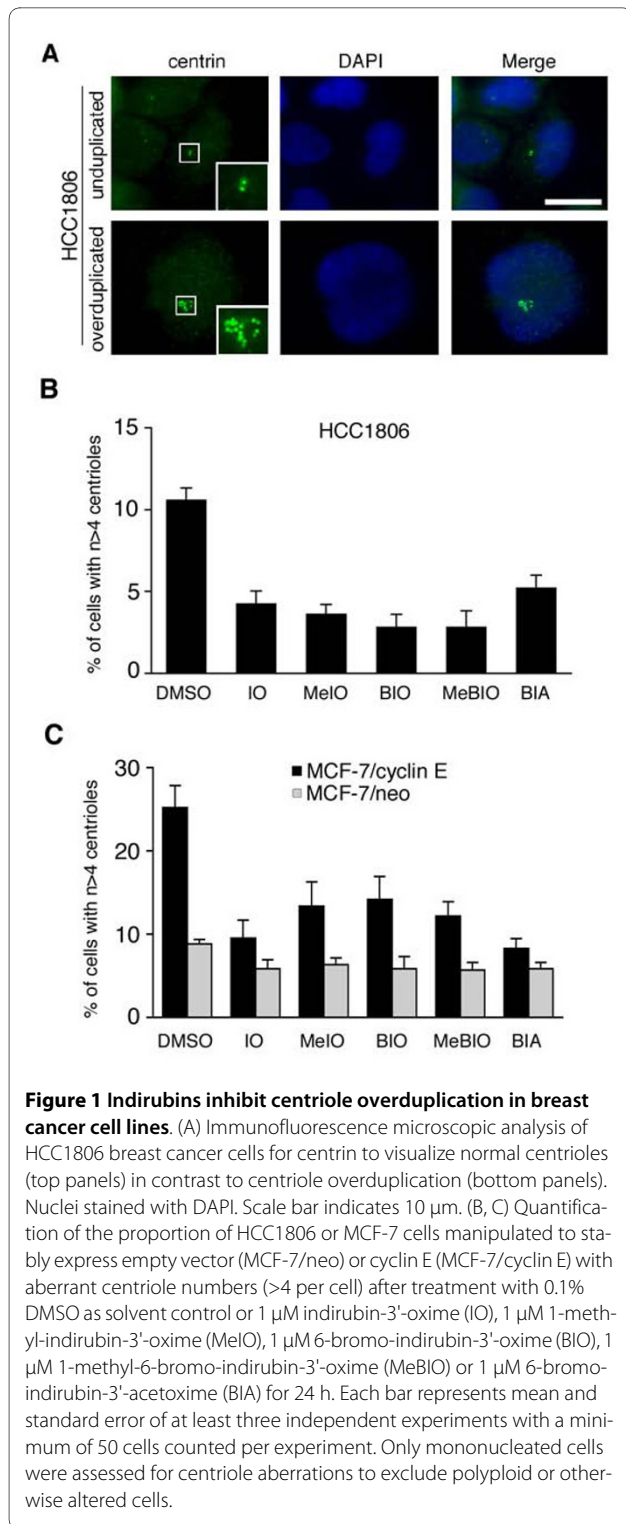 A
centrin DAPI Merge
HCC1806
unduplicated
overduplicated
B
HCC1806
% of cells with n>4 centrioles
15
10
5
0
DMSO IO MeIO BIO MeBIO BIA
C
MCF-7/cyclin E
MCF-7/neo
% of cells with n>4 centrioles
30
20
10
0
DMSO IO MeIO BIO MeBIO BIA
Figure 1 Indirubins inhibit centriole overduplication in breast
cancer cell lines. (A) Immunofluorescence microscopic analysis of
HCC1806 breast cancer cells for centrin to visualize normal centrioles
(top panels) in contrast to centriole overduplication (bottom panels).
Nuclei stained with DAPI. Scale bar indicates 10 μm. (B, C) Quantifica-
tion of the proportion of HCC1806 or MCF-7 cells manipulated to sta-
bly express empty vector (MCF-7/neo) or cyclin E (MCF-7/cyclin E) with
aberrant centriole numbers (>4 per cell) after treatment with 0.1%
DMSO as solvent control or 1 μM indirubin-3'-oxime (IO), 1 μM 1-meth-
yl-indirubin-3'-oxime (MeIO), 1 μM 6-bromo-indirubin-3'-oxime (BIO), 1
μM 1-methyl-6-bromo-indirubin-3'-oxime (MeBIO) or 1 μM 6-bromo-
indirubin-3'-acetoxime (BIA) for 24 h. Each bar represents mean and
standard error of at least three independent experiments with a mini-
mum of 50 cells counted per experiment. Only mononucleated cells
were assessed for centriole aberrations to exclude polyploid or other-
wise altered cells.